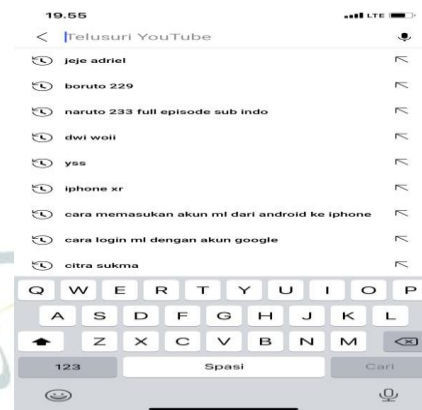 19.55
LTE
Telusuri YouTube
jeje adriel
boruto 229
naruto 233 full episode sub indo
dwi woii
yss
iphone xr
cara memasukan akun ml dari android ke iphone
cara login ml dengan akun google
citra sukma
Q W E R T Y U I O P
A S D F G H J K L
Z X C V B N M
123 Spasi Cari